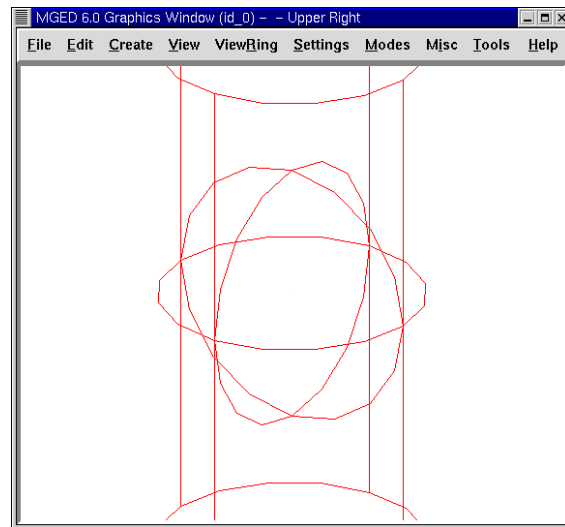 MGED 6.0 Graphics Window (id_0) - - Upper Right
File Edit Create View ViewRing Settings Modes Misc Tools Help